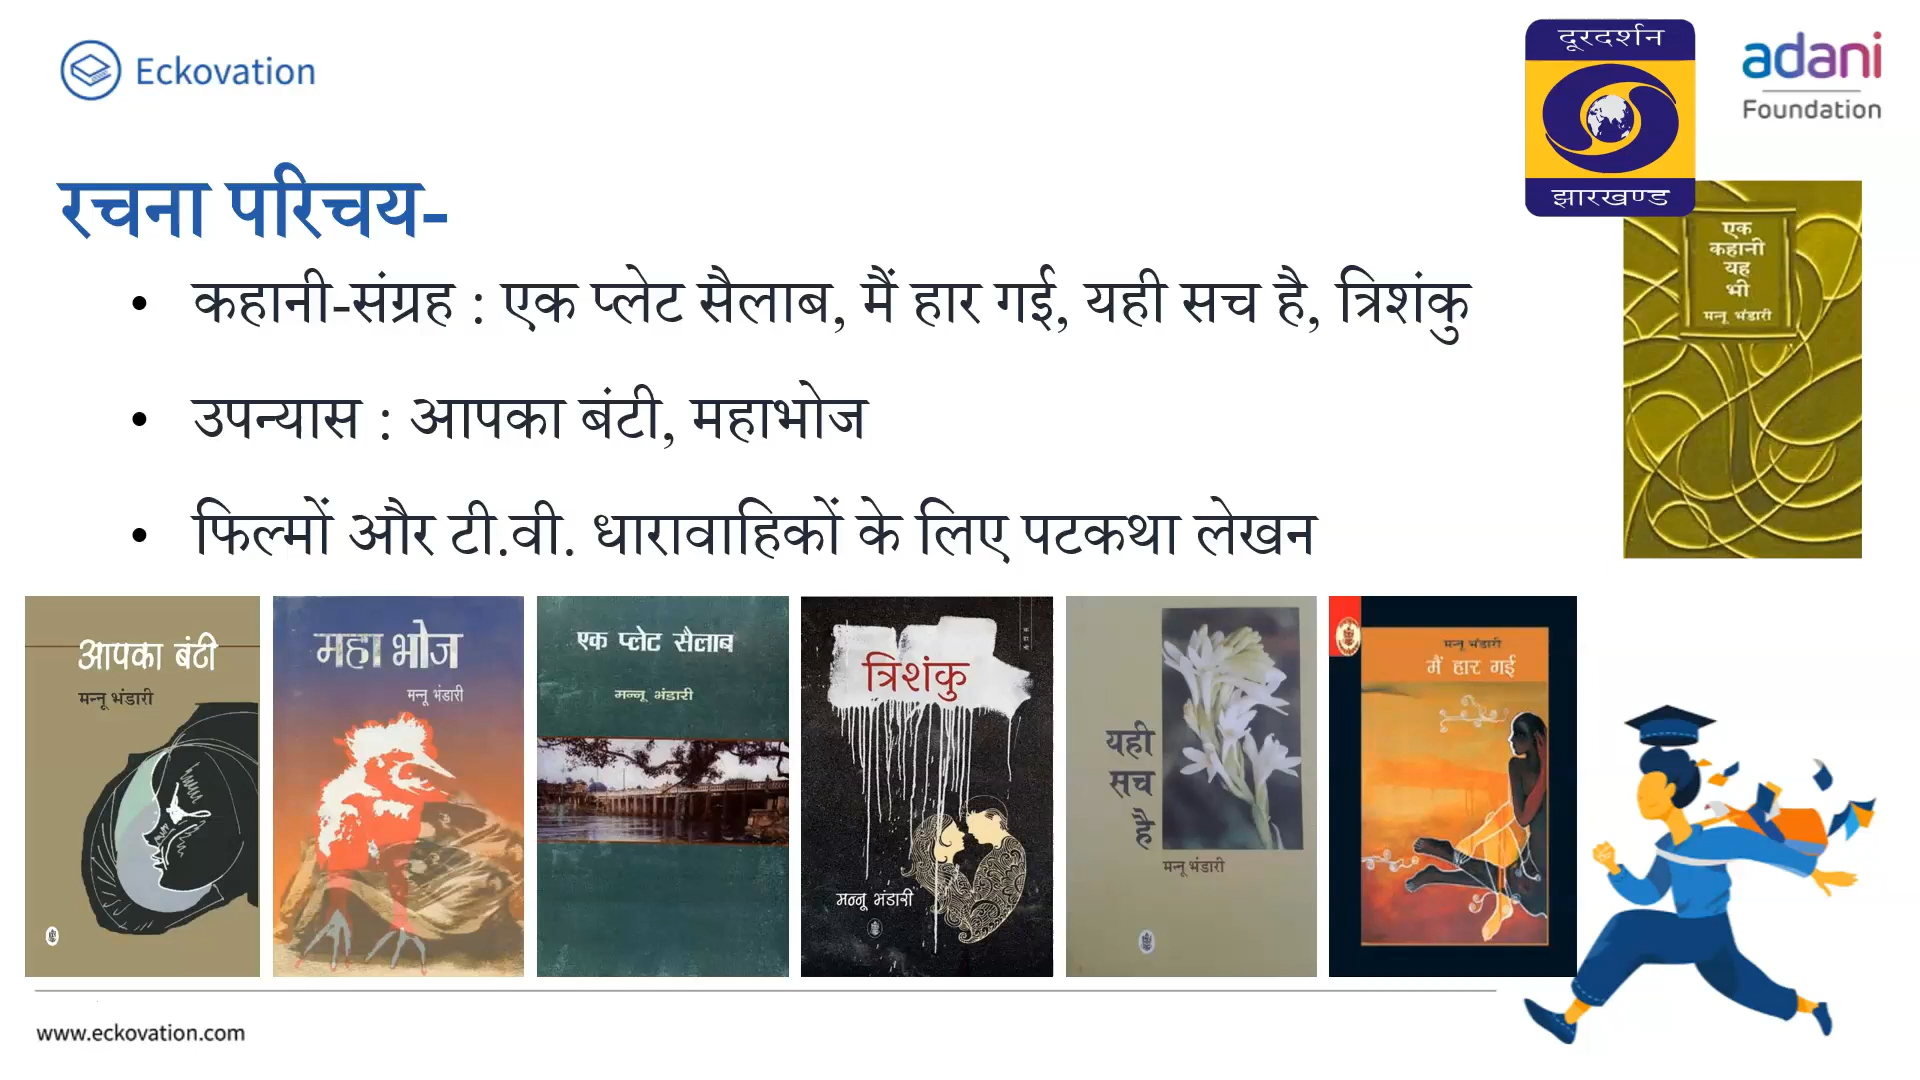 Eckovation
दूरदर्शन
झारखण्ड
adani
Foundation
रचना परिचय-
• कहानी-संग्रह : एक प्लेट सैलाब, मैं हार गई, यही सच है, त्रिशंकु
• उपन्यास : आपका बंटी, महाभोज
• फिल्मों और टी.वी. धारावाहिकों के लिए पटकथा लेखन
एक
कहानी
यह
भी
मन्नू भंडारी
आपका बंटी
मन्नू भंडारी
महाभोज
मन्नू भंडारी
एक प्लेट सैलाब
मन्नू भंडारी
त्रिशंकु
मन्नू भंडारी
यही
सच
है
मन्नू भंडारी
मन्नू भंडारी
मैं हार गई
www.eckovation.com